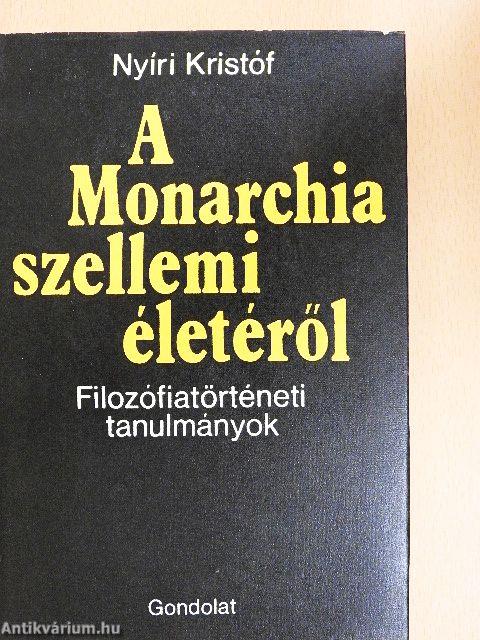 Nyíri Kristóf
A
Monarchia
szellemi
életéről
Filozófiatörténeti
tanulmányok
Gondolat
Antikvárium.hu